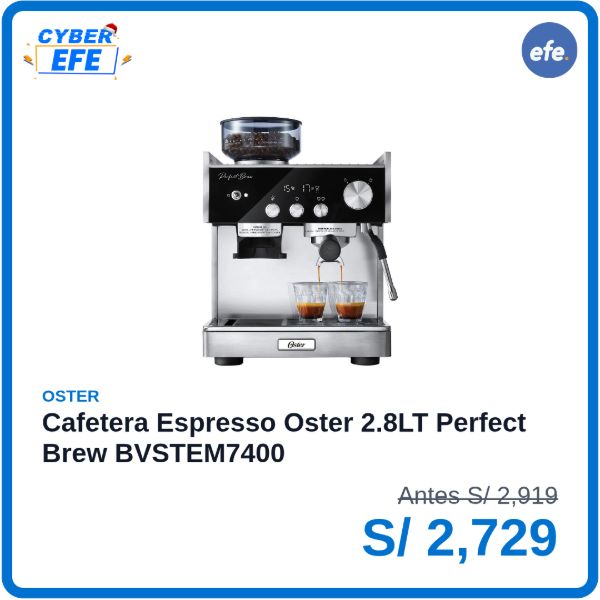 CYBER
EFE
efe.
Perfect Brew
Oster
OSTER
Cafetera Espresso Oster 2.8LT Perfect
Brew BVSTEM7400
Antes S/ 2,919
S/ 2,729